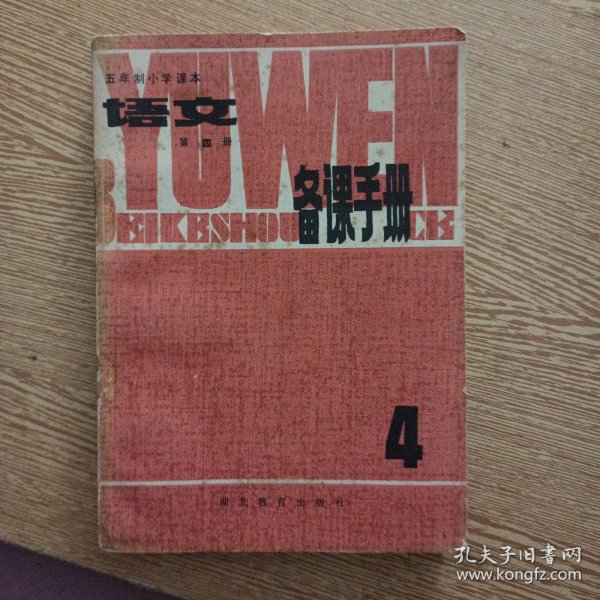 五年制小学课本
YUWEN
语文
第四册
备课手册
BEIKESHOUCE
4
湖北教育出版社
孔夫子旧书网
www.kongfz.com